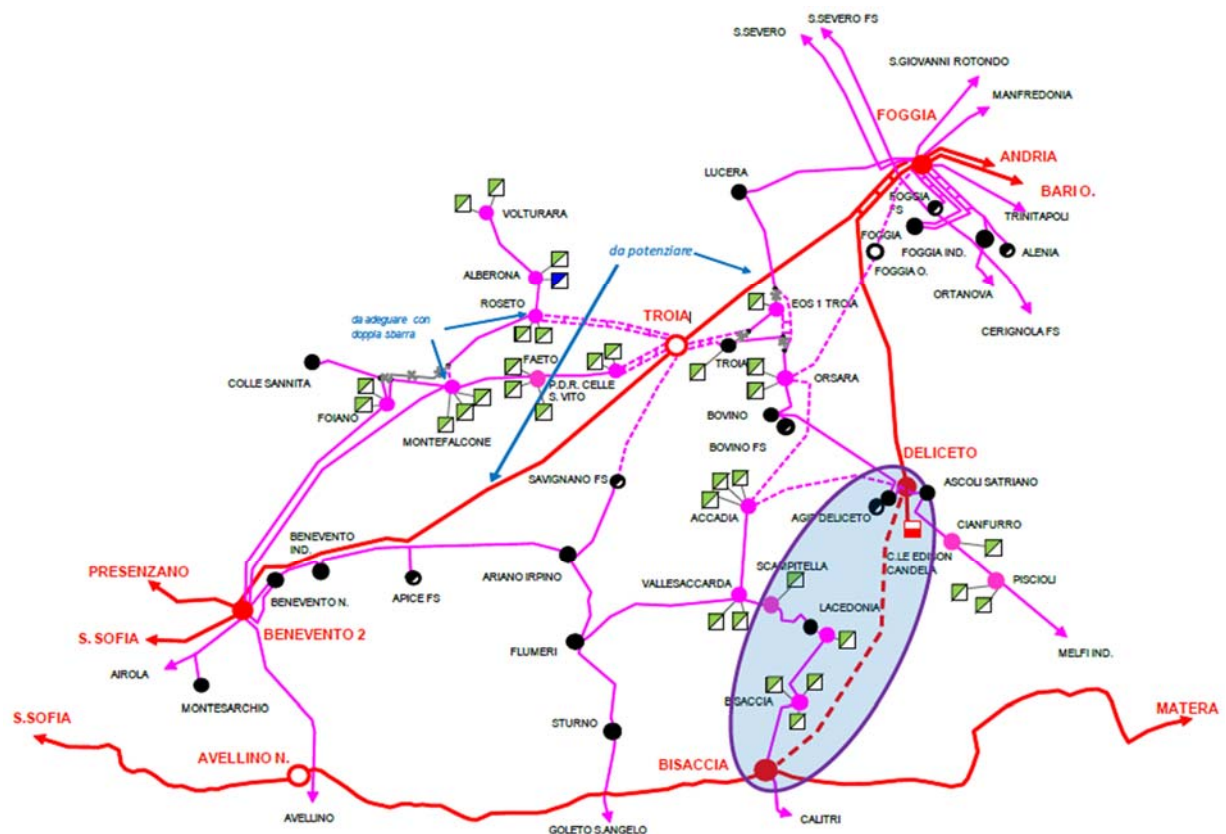 S.SEVERO FS
S.SEVERO
S.GIOVANNI ROTONDO
MANFREDONIA
FOGGIA
ANDRIA
BARI O.
LUCERA
TRINITAPOLI
FOGGIA
FS
FOGGIA
FOGGIA IND.
ALENIA
FOGGIA O.
ORTANOVA
CERIGNOLA FS
VOLTURARA
da potenziare
ALBERONA
ROSETO
EOS 1 TROIA
da adeguare con
doppia sbarra
TROIA
TROIA
FAETO
P.D.R. CELLE
S. VITO
COLLE SANNITA
ORSARA
FOIANO
MONTEFALCONE
BOVINO
BOVINO FS
DELICETO
SAVIGNANO FS
ASCOLI SATRIANO
ACCADIA
AGIP DELICETO
CIANFURRO
BENEVENTO
IND.
C.LE EDISON
CANDELA
PRESENZANO
ARIANO IRPINO
SCAMPITELLA
PISCIOLI
BENEVENTO N.
APICE FS
VALLESACCARDA
LACEDONIA
S. SOFIA
BENEVENTO 2
FLUMERI
MELFI IND.
AIROLA
MONTESARCHIO
BISACCIA
S.SOFIA
STURNO
MATERA
AVELLINO N.
BISACCIA
AVELLINO
GOLETO S.ANGELO
CALITRI